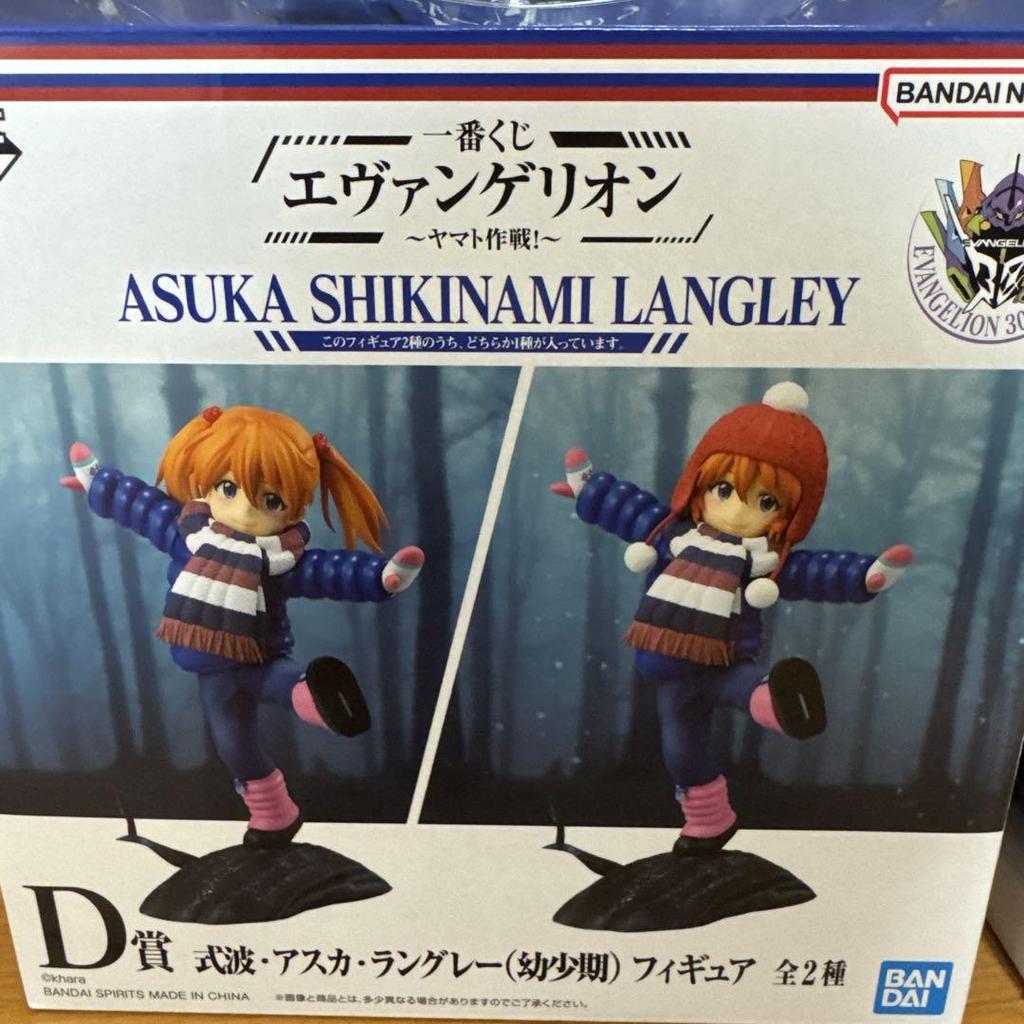 BANDAI N
一番くじ
エヴァンゲリオン
～ヤマト作戦!～
ASUKA SHIKINAMI LANGLEY
このフィギュア2種のうち、どちらか1種が入っています。
EVANGELION 30
D賞 式波・アスカ・ラングレー(幼少期) フィギュア 全2種
©khara
BANDAI SPIRITS MADE IN CHINA ※画像と商品とは、多少異なる場合がありますのでご了承ください。
BAN
DAI